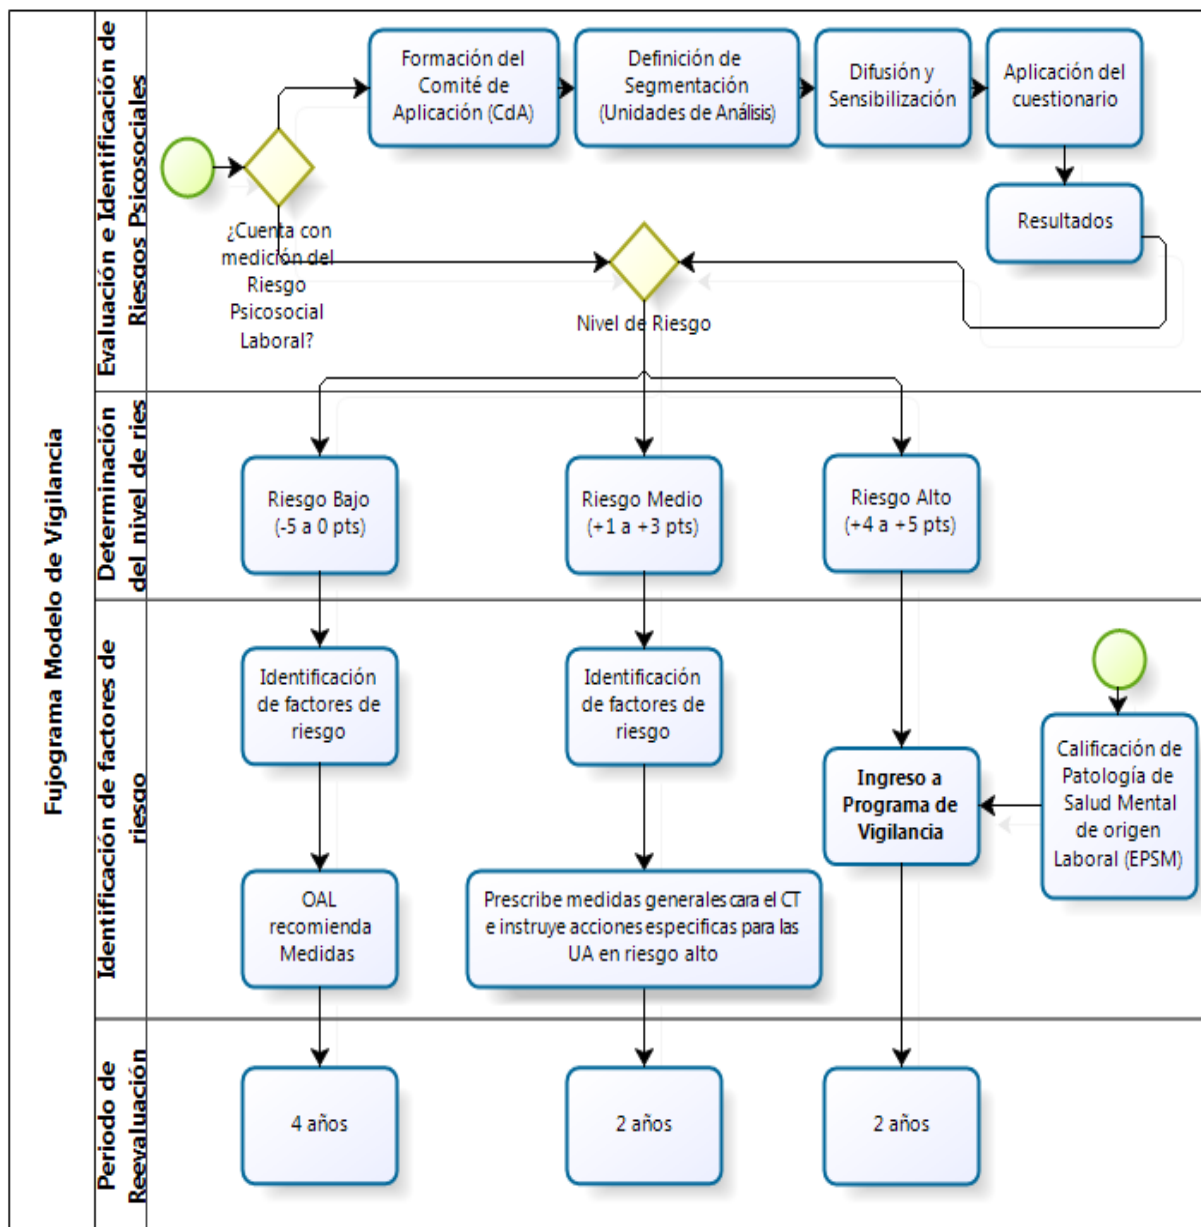 Fujograma Modelo de Vigilancia
Evaluación e Identificación de
Riesgos Psicosociales
Formación del
Comité de
Aplicación (CdA)
Definición de
Segmentación
(Unidades de Análisis)
Difusión y
Sensibilización
Aplicación del
cuestionario
Resultados
¿Cuenta con
medición del
Riesgo
Psicosocial
Laboral?
Nivel de Riesgo
Determinación
del nivel de ries
Riesgo Bajo
(-5 a 0 pts)
Riesgo Medio
(+1 a +3 pts)
Riesgo Alto
(+4 a +5 pts)
Identificación de factores de
riesgo
Identificación
de factores de
riesgo
Identificación
de factores de
riesgo
Ingreso a
Programa de
Vigilancia
Calificación de
Patología de
Salud Mental
de origen
Laboral (EPSM)
OAL
recomienda
Medidas
Prescribe medidas generales cara el CT
e instruye acciones especificas para las
UA en riesgo alto
Periodo de
Reevaluación
4 años
2 años
2 años